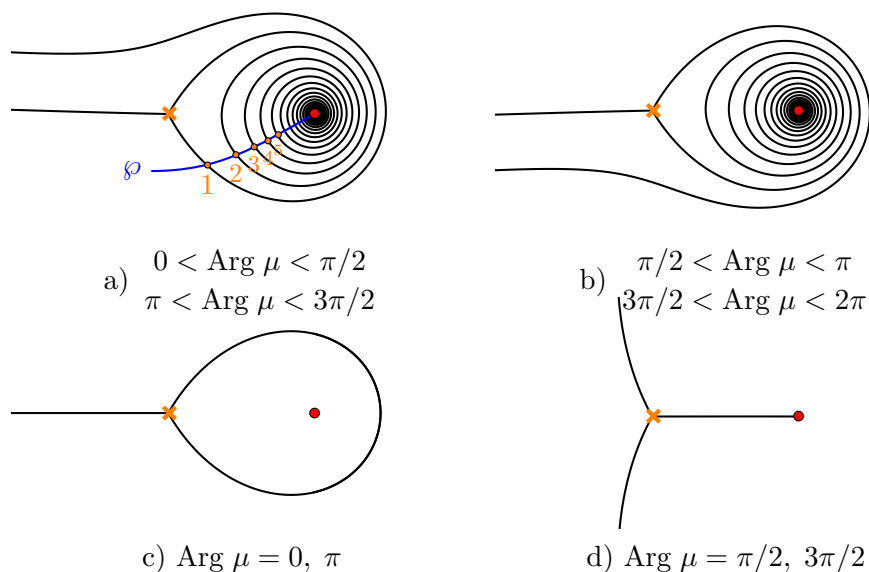 ℘
1 2 3 4 5
a) 0 < Arg μ < π/2
π < Arg μ < 3π/2
b) π/2 < Arg μ < π
3π/2 < Arg μ < 2π
c) Arg μ = 0, π
d) Arg μ = π/2, 3π/2